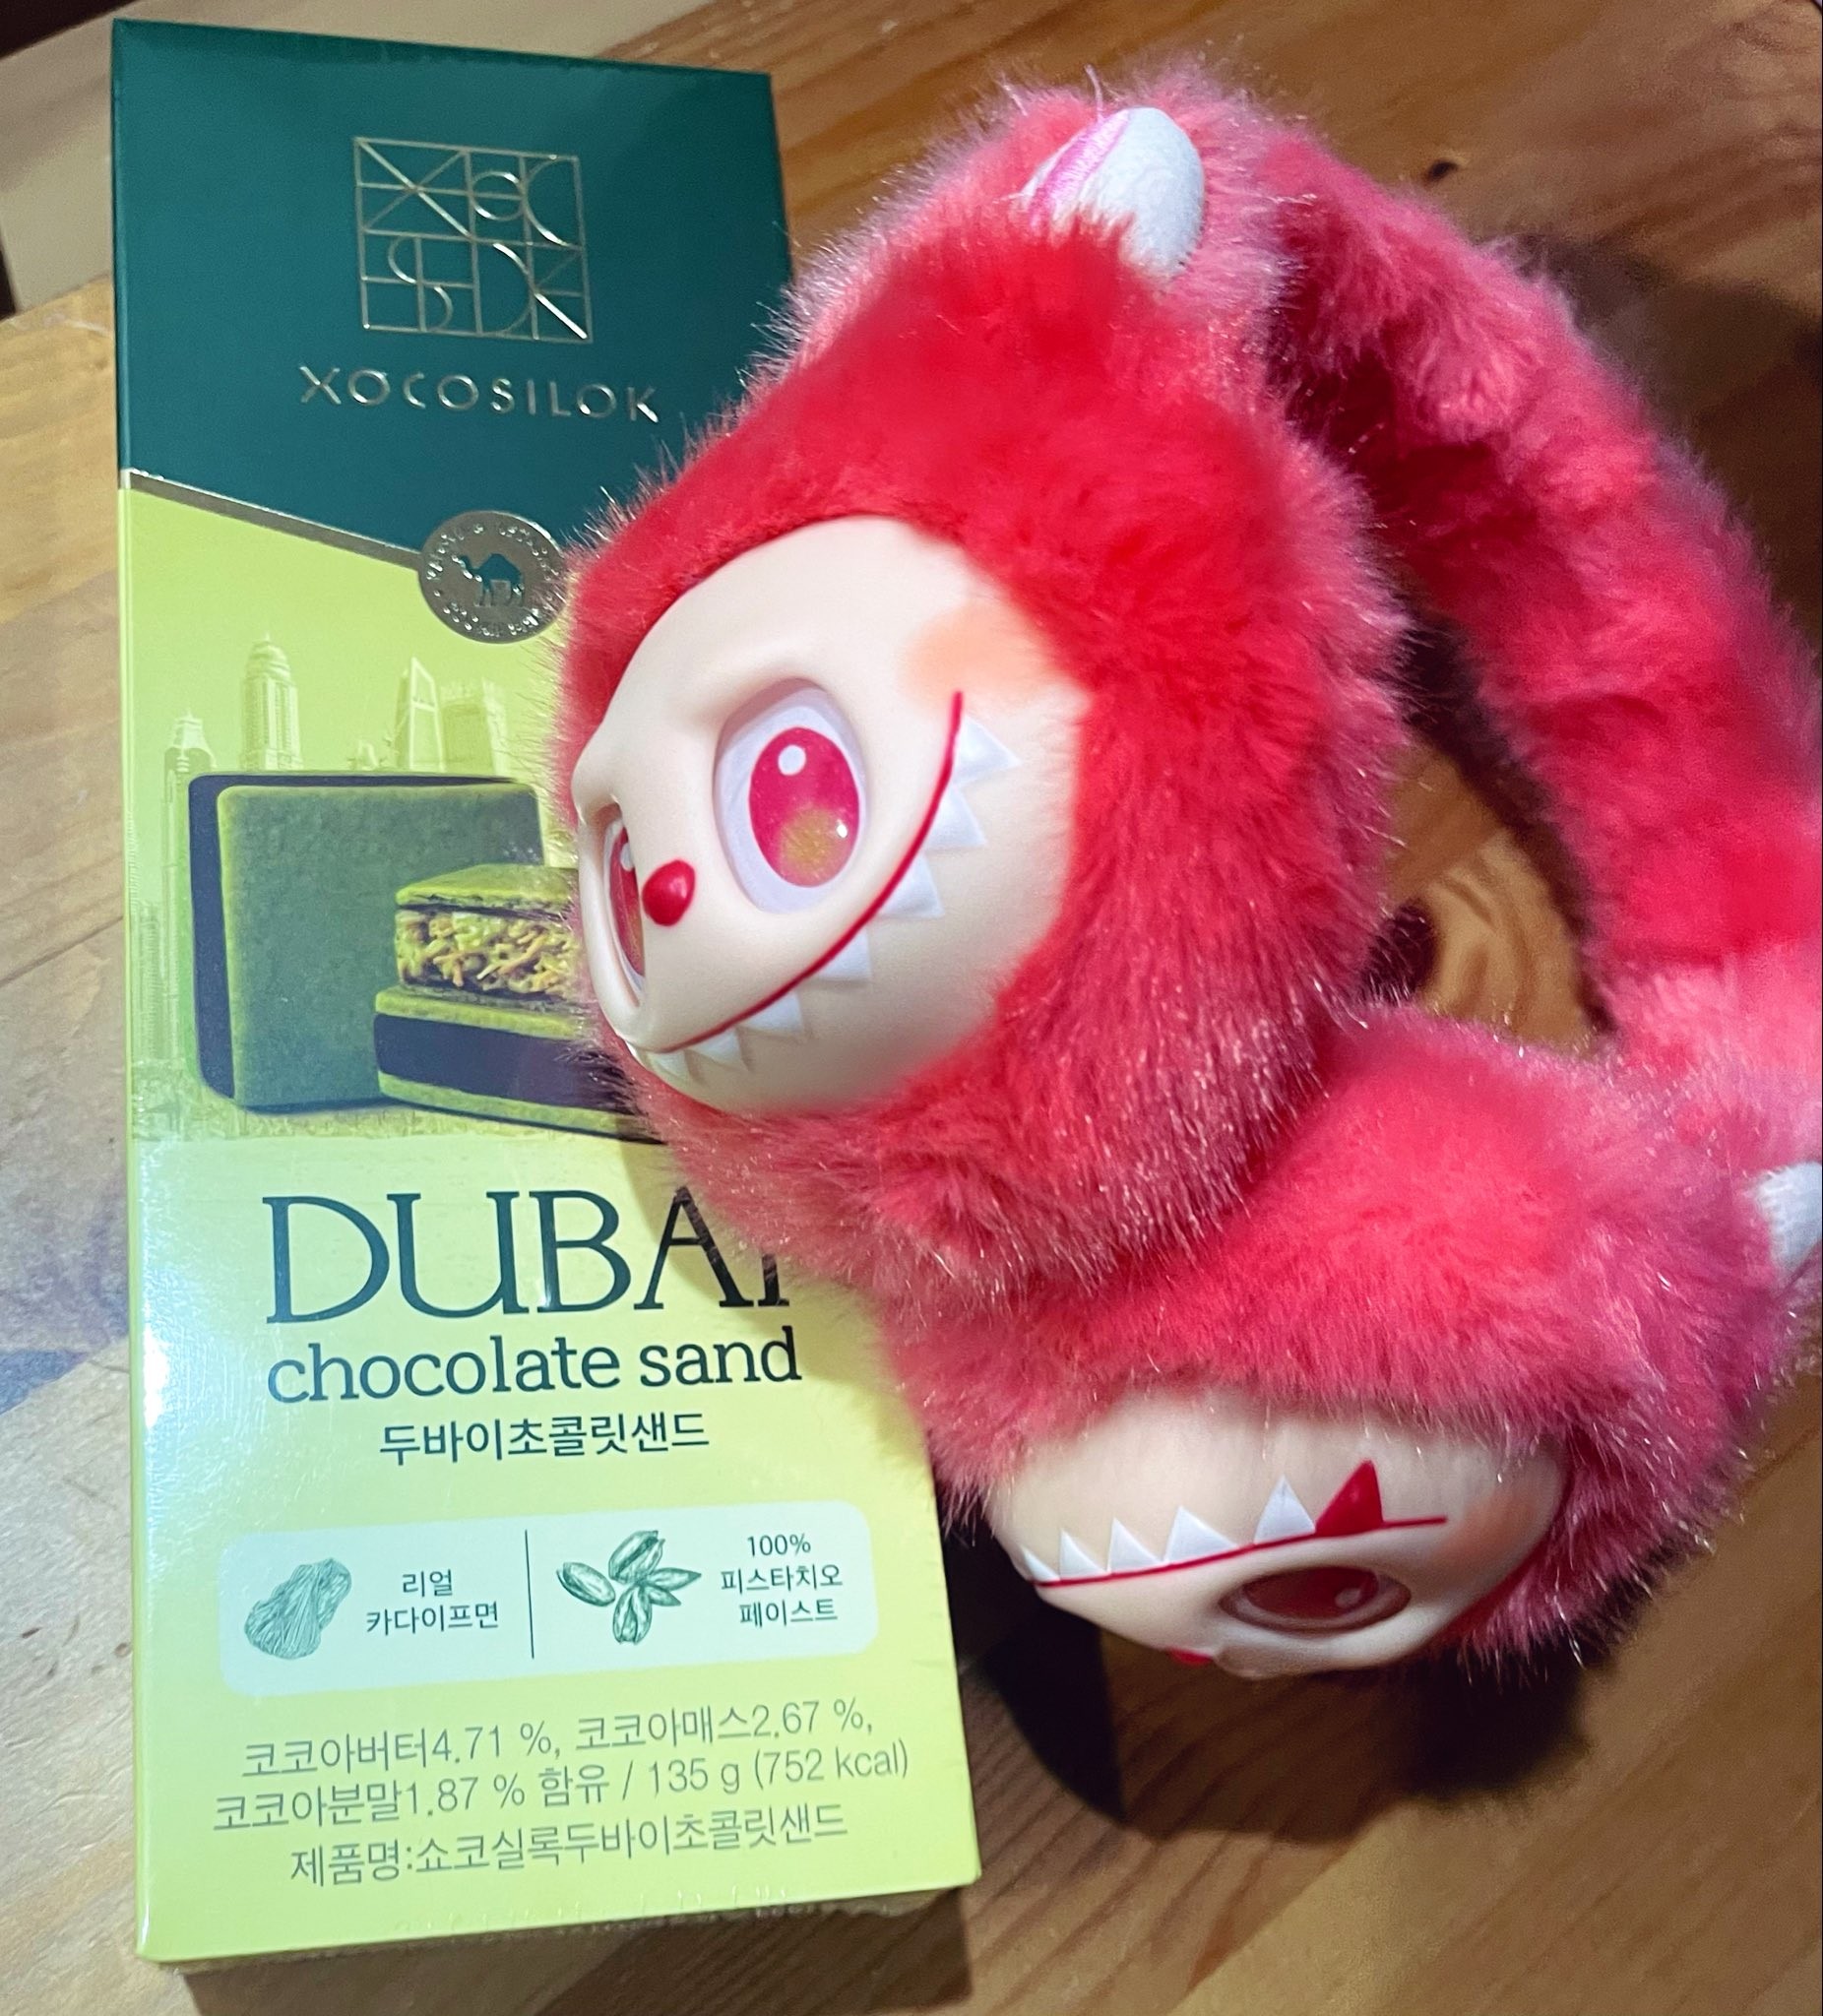 XOCOSILOK
DUBAI
chocolate sand
두바이초콜릿샌드
리얼
카다이프면
100%
피스타치오
페이스트
코코아버터4.71 %, 코코아매스2.67 %,
코코아분말1.87 % 함유 / 135 g (752 kcal)
제품명:쇼코실록두바이초콜릿샌드